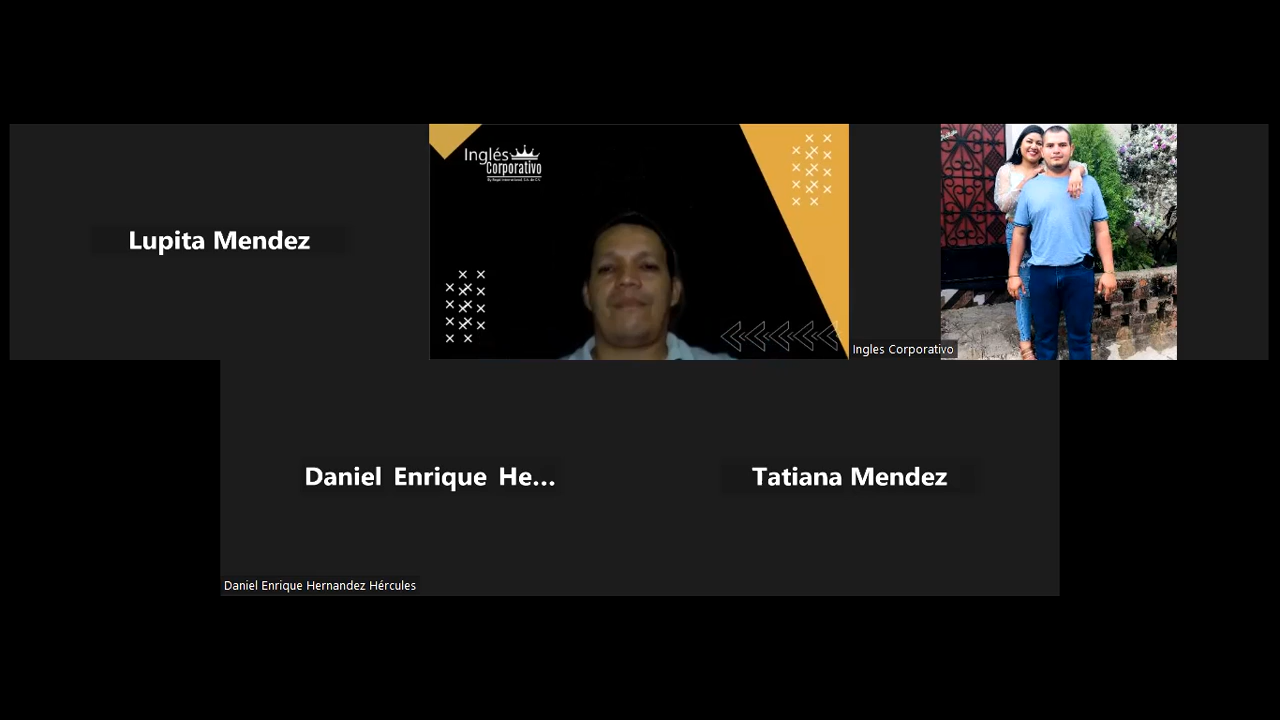 Lupita Mendez
Inglés
Corporativo
Ingles Corporativo
Daniel Enrique He...
Tatiana Mendez
Daniel Enrique Hernandez Hércules